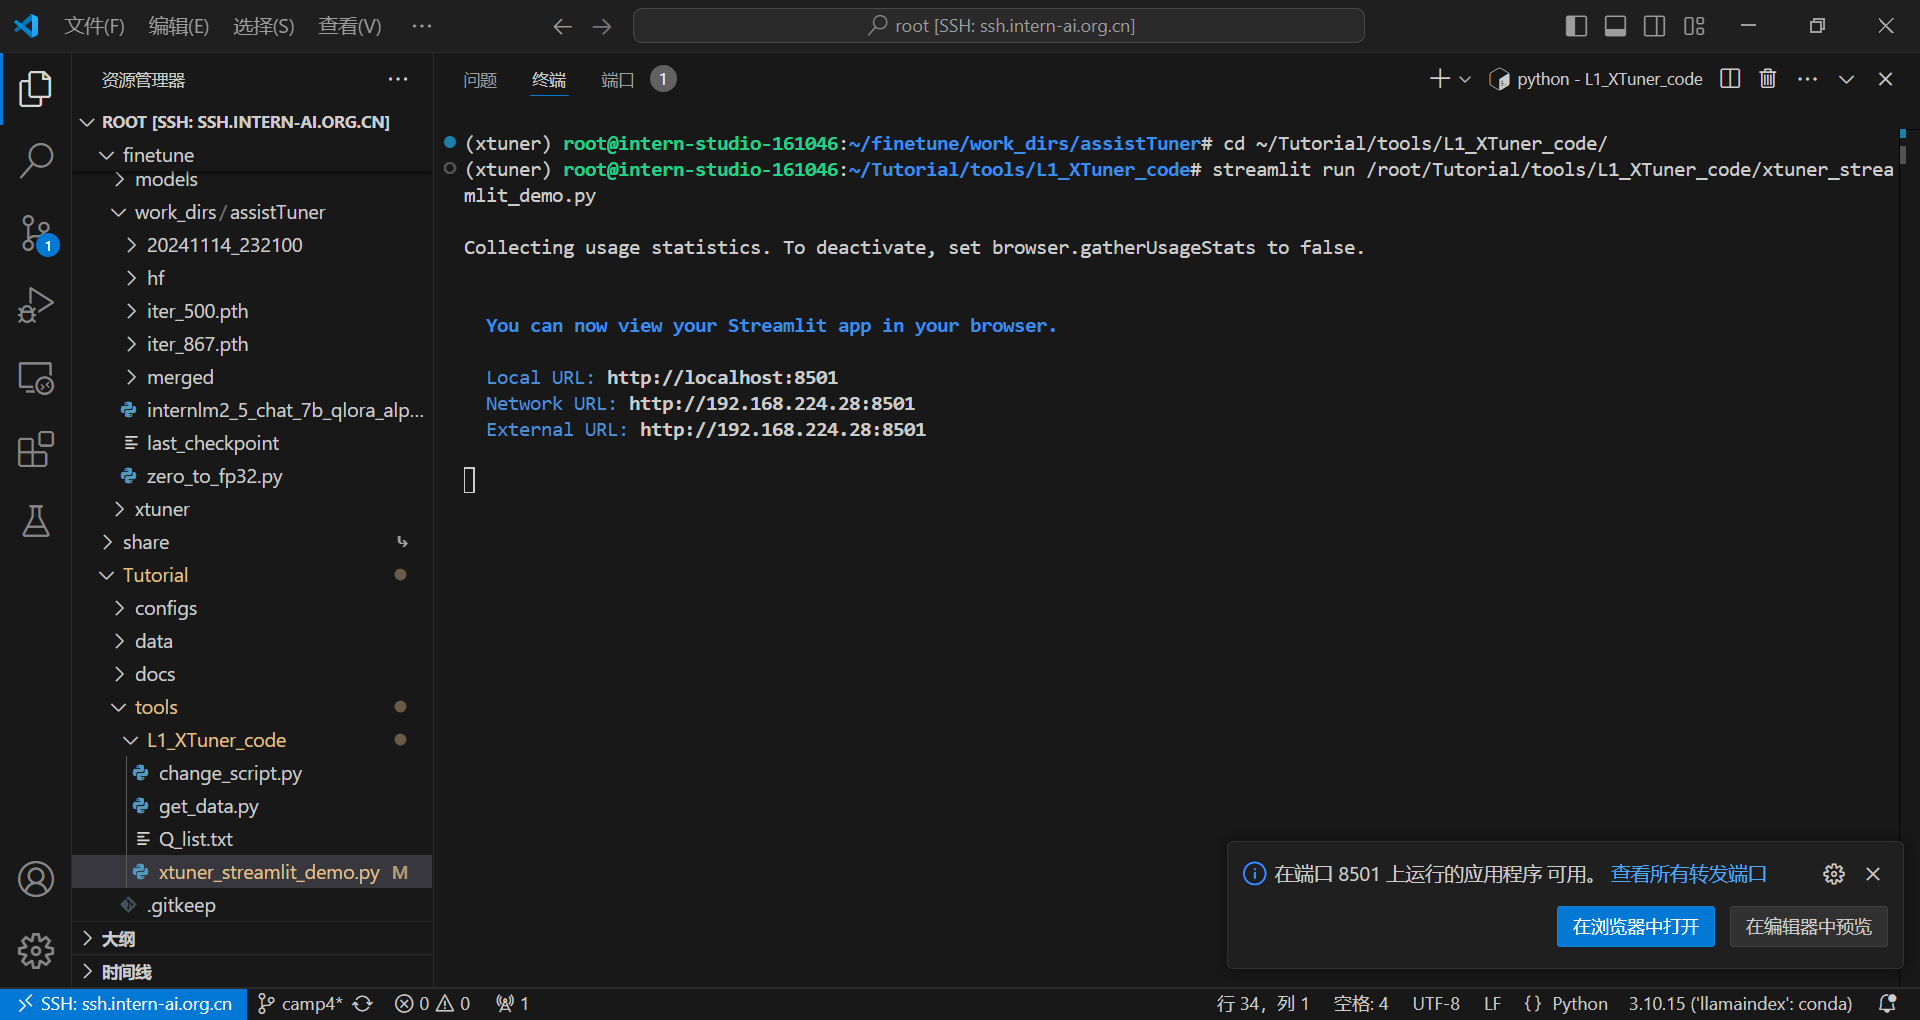 文件(F) 编辑(E) 选择(S) 查看(V) ··· root [SSH: ssh.intern-ai.org.cn]
资源管理器 ···
ROOT [SSH: SSH.INTERN-AI.ORG.CN]
finetune
models
work_dirs/assistTuner
20241114_232100
hf
iter_500.pth
iter_867.pth
merged
internlm2_5_chat_7b_qlora_alp...
last_checkpoint
zero_to_fp32.py
xtuner
share
Tutorial
configs
data
docs
tools
L1_XTuner_code
change_script.py
get_data.py
Q_list.txt
xtuner_streamlit_demo.py M
.gitkeep
大纲
时间线
1
问题 终端 端口 1 python - L1_XTuner_code ···
(xtuner) root@intern-studio-161046:~/finetune/work_dirs/assistTuner# cd ~/Tutorial/tools/L1_XTuner_code/
(xtuner) root@intern-studio-161046:~/Tutorial/tools/L1_XTuner_code# streamlit run /root/Tutorial/tools/L1_XTuner_code/xtuner_strea
mlit_demo.py
Collecting usage statistics. To deactivate, set browser.gatherUsageStats to false.
You can now view your Streamlit app in your browser.
Local URL: http://localhost:8501
Network URL: http://192.168.224.28:8501
External URL: http://192.168.224.28:8501
在端口 8501 上运行的应用程序 可用。 查看所有转发端口
在浏览器中打开 在编辑器中预览
SSH: ssh.intern-ai.org.cn camp4* 0 0 1 行 34，列 1 空格: 4 UTF-8 LF {} Python 3.10.15 ('llamaindex': conda)